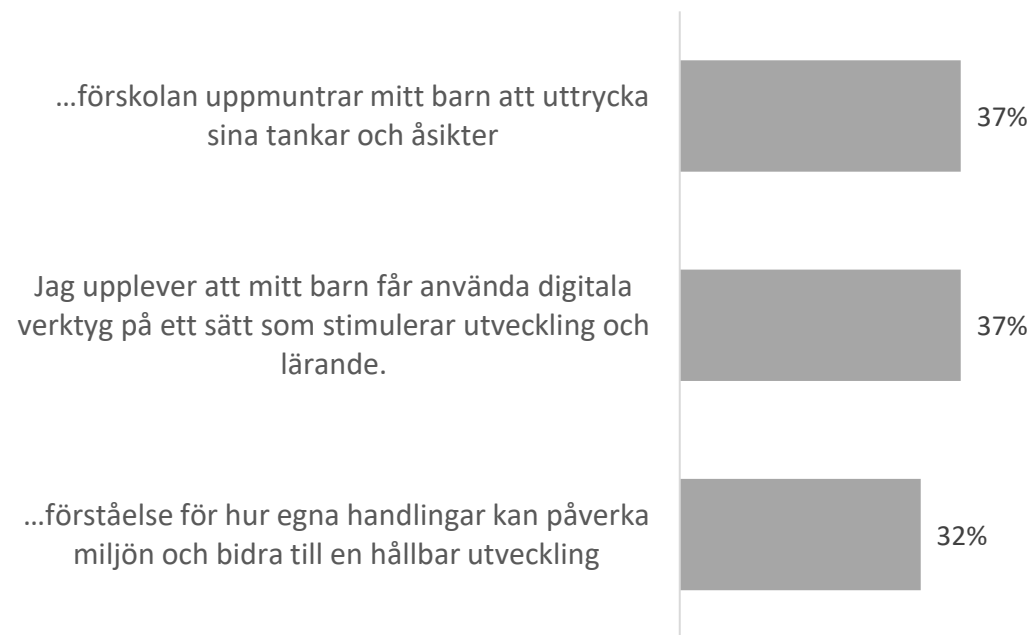 …förskolan uppmuntrar mitt barn att uttrycka
sina tankar och åsikter
37%
Jag upplever att mitt barn får använda digitala
verktyg på ett sätt som stimulerar utveckling och
lärande.
37%
…förståelse för hur egna handlingar kan påverka
miljön och bidra till en hållbar utveckling
32%